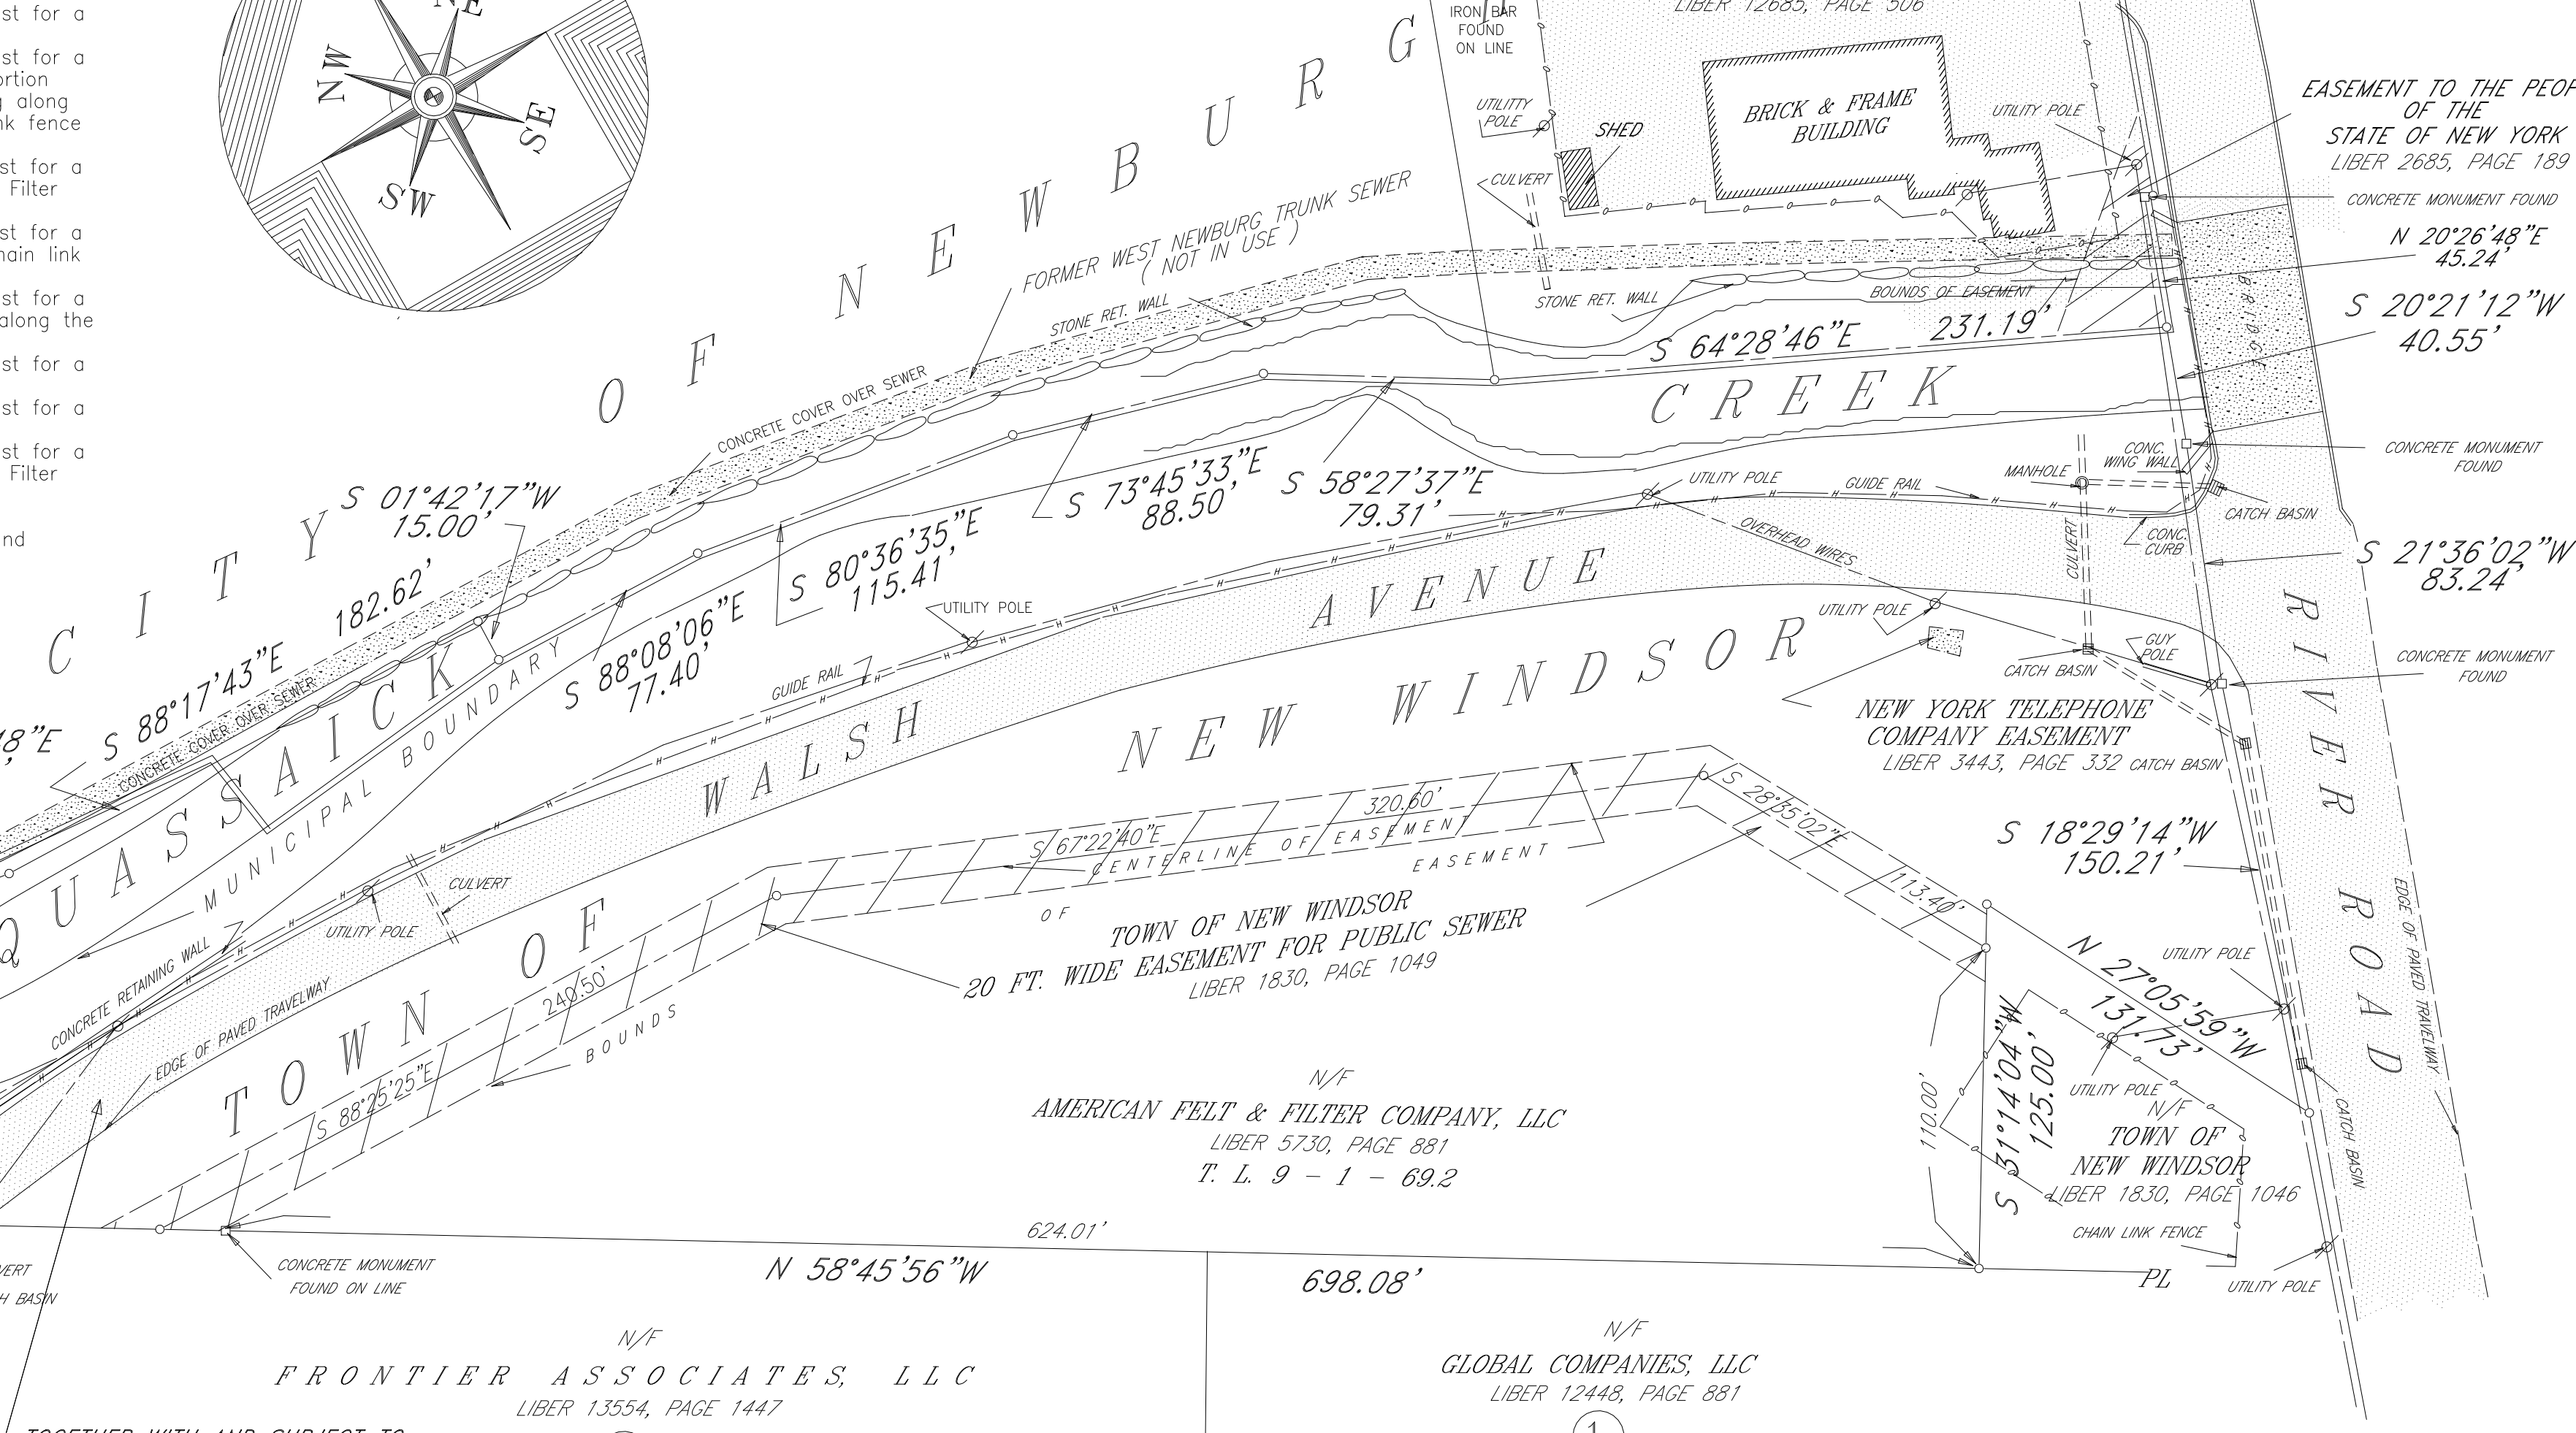 st for a
st for a
ortion
g along
nk fence
st for a
Filter
st for a
hain link
st for a
along the
st for a
st for a
st for a
Filter
nd
NE
NW
SE
SW
CITY OF NEWBURG
IRON BAR
FOUND
ON LINE
LIBER 12685, PAGE 506
UTILITTY
POLE
SHED
BRICK & FRAME
BUILDING
UTILITY POLE
CULVERT
EASEMENT TO THE PEOP
OF THE
STATE OF NEW YORK
LIBER 2685, PAGE 189
CONCRETE MONUMENT FOUND
N 20°26'48"E
45.24'
S 20°21'12"W
40.55'
BRIDGE
FORMER WEST NEWBURG TRUNK SEWER
( NOT IN USE )
STONE RET. WALL
STONE RET. WALL
BOUNDS OF EASEMENT
S 64°28'46"E 231.19'
CONCRETE COVER OVER SEWER
QUASSAICK CREEK
CONC.
WING WALL
MANHOLE
CONCRETE MONUMENT
FOUND
S 01°42'17"W
15.00'
S 73°45'33"E
88.50'
S 58°27'37"E
79.31'
UTILITY POLE
GUIDE RAIL
CATCH BASIN
CONC.
CURB
CULVERT
OVERHEAD WIRES
S 21°36'02"W
83.24'
S 80°36'35"E
115.41'
182.62'
S 88°17'43"E
S 88°08'06"E
77.40'
UTILITY POLE
UTILITY POLE
GUY
POLE
CATCH BASIN
CONCRETE MONUMENT
FOUND
48"E
CONCRETE COVER OVER SEWER
MUNICIPAL BOUNDARY
GUIDE RAIL
WALSH AVENUE
TOWN OF NEW WINDSOR
NEW YORK TELEPHONE
COMPANY EASEMENT
LIBER 3443, PAGE 332
CATCH BASIN
RIVER ROAD
S 67°22'40"E
320.60'
CENTERLINE OF EASEMENT
S 28°35'02"E
113.40'
BOUNDS OF EASEMENT
S 18°29'14"W
150.21'
CULVERT
UTILITY POLE
CONCRETE RETAINING WALL
EDGE OF PAVED TRAVELWAY
240.50'
S 88°25'25"E
TOWN OF NEW WINDSOR
20 FT. WIDE EASEMENT FOR PUBLIC SEWER
LIBER 1830, PAGE 1049
EDGE OF PAVED TRAVELWAY
N 27°05'59"W
131.73'
UTILITY POLE
UTILITY POLE
S 31°14'04"W
125.00'
110.00'
N/F
AMERICAN FELT & FILTER COMPANY, LLC
LIBER 5730, PAGE 881
T. L. 9 - 1 - 69.2
N/F
TOWN OF
NEW WINDSOR
LIBER 1830, PAGE 1046
CATCH BASIN
CHAIN LINK FENCE
PL
UTILITY POLE
624.01'
N 58°45'56"W
698.08'
CONCRETE MONUMENT
FOUND ON LINE
VERT
H BASIN
N/F
FRONTIER ASSOCIATES, LLC
LIBER 13554, PAGE 1447
N/F
GLOBAL COMPANIES, LLC
LIBER 12448, PAGE 881
1
TOGETHER WITH AND SUBJECT TO